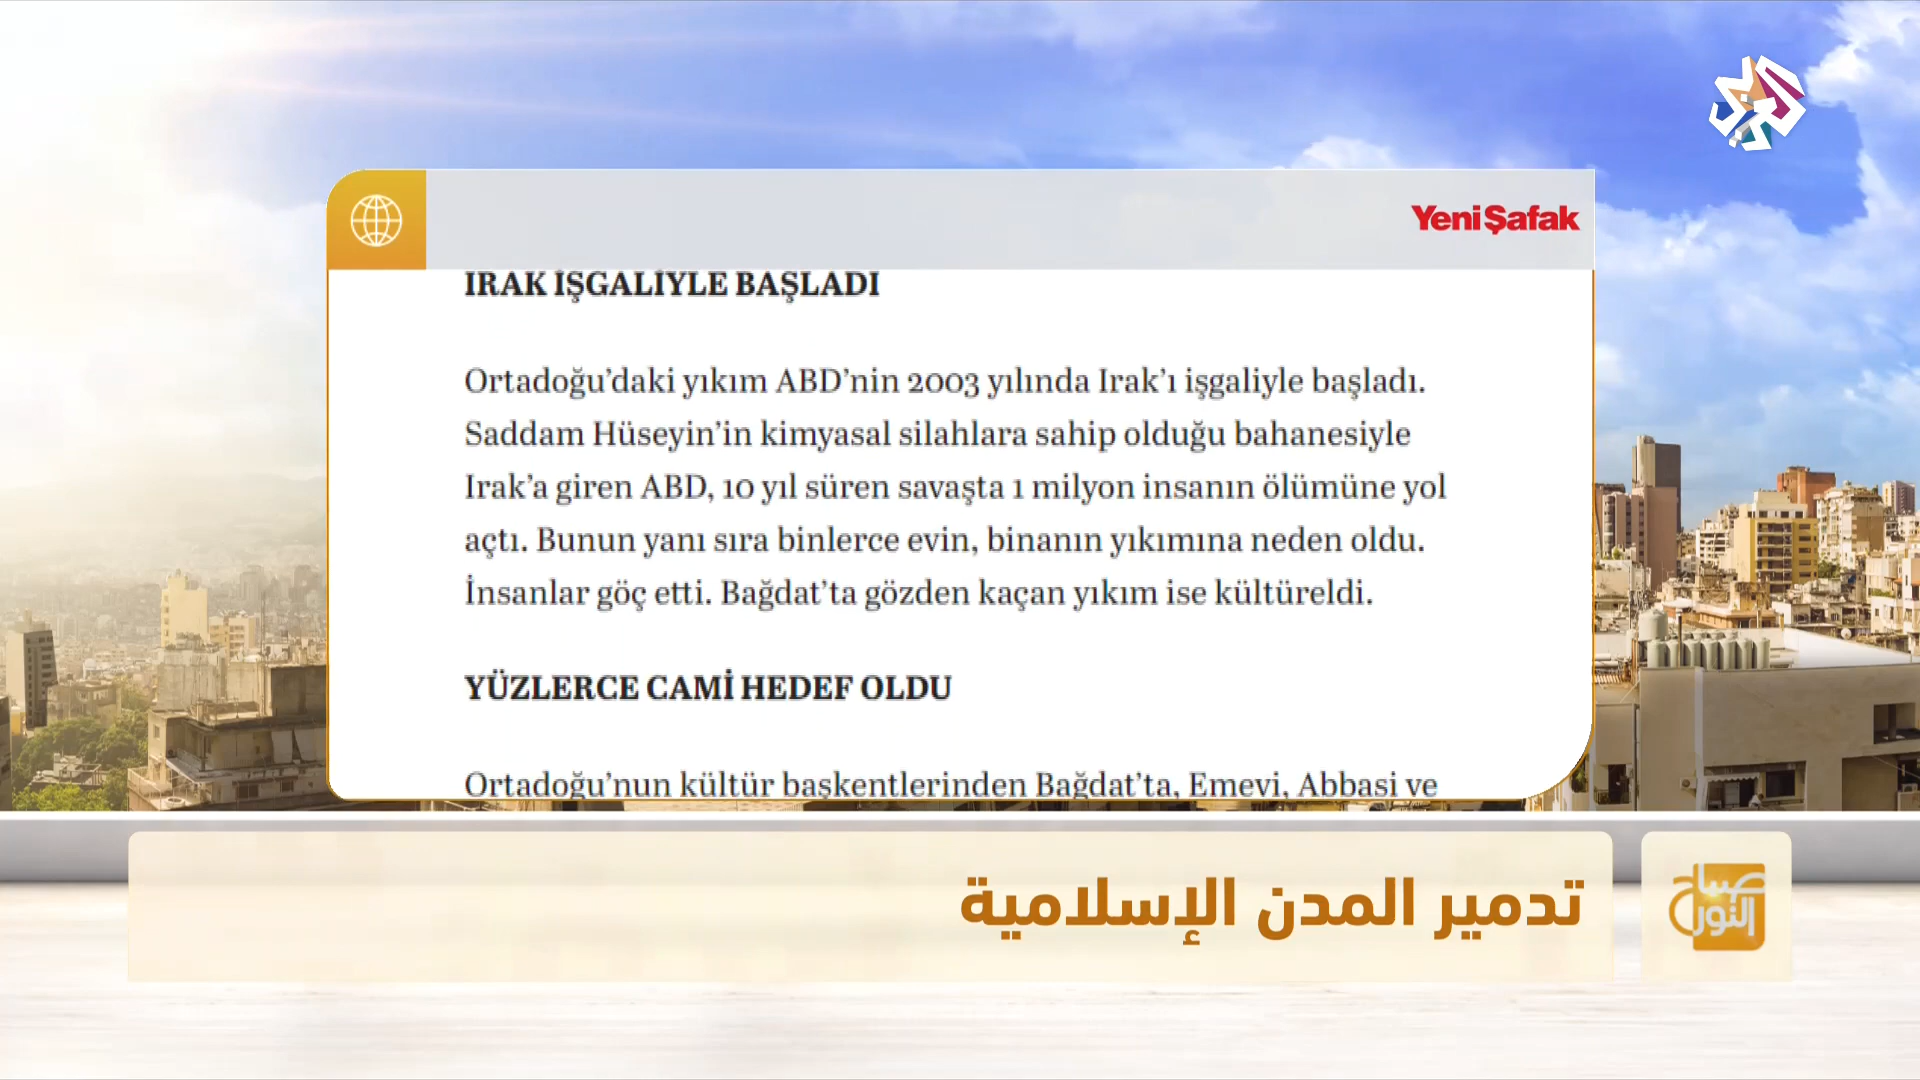 العربي
YeniŞafak
IRAK İŞGALİYLE BAŞLADI
Ortadoğu’daki yıkım ABD’nin 2003 yılında Irak’ı işgaliyle başladı.
Saddam Hüseyin’in kimyasal silahlara sahip olduğu bahanesiyle
Irak’a giren ABD, 10 yıl süren savaşta 1 milyon insanın ölümüne yol
açtı. Bunun yanı sıra binlerce evin, binanın yıkımına neden oldu.
İnsanlar göç etti. Bağdat’ta gözden kaçan yıkım ise kültüreldi.
YÜZLERCE CAMİ HEDEF OLDU
Ortadoğu’nun kültür başkentlerinden Bağdat’ta, Emevi, Abbasi ve
تدمير المدن الإسلامية
صباح
النور